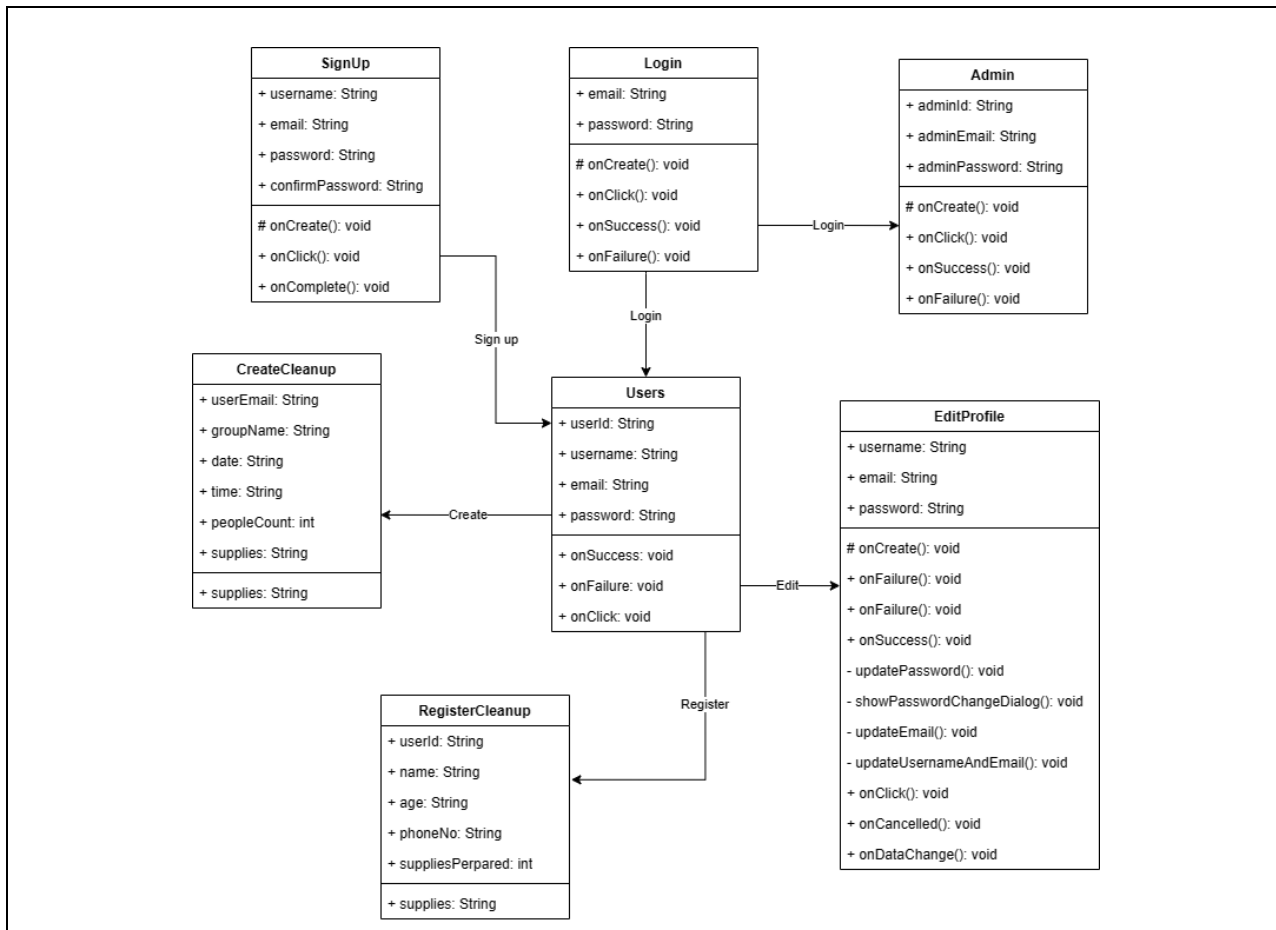 SignUp
+ username: String
+ email: String
+ password: String
+ confirmPassword: String
# onCreate(): void
+ onClick(): void
+ onComplete(): void
Login
+ email: String
+ password: String
# onCreate(): void
+ onClick(): void
+ onSuccess(): void
+ onFailure(): void
Login
Admin
+ adminId: String
+ adminEmail: String
+ adminPassword: String
# onCreate(): void
+ onClick(): void
+ onSuccess(): void
+ onFailure(): void
Login
Sign up
CreateCleanup
+ userEmail: String
+ groupName: String
+ date: String
+ time: String
+ peopleCount: int
+ supplies: String
+ supplies: String
Create
Users
+ userId: String
+ username: String
+ email: String
+ password: String
+ onSuccess: void
+ onFailure: void
+ onClick: void
Edit
EditProfile
+ username: String
+ email: String
+ password: String
# onCreate(): void
+ onFailure(): void
+ onFailure(): void
+ onSuccess(): void
- updatePassword(): void
- showPasswordChangeDialog(): void
- updateEmail(): void
- updateUsernameAndEmail(): void
+ onClick(): void
+ onCancelled(): void
+ onDataChange(): void
Register
RegisterCleanup
+ userId: String
+ name: String
+ age: String
+ phoneNo: String
+ suppliesPerpared: int
+ supplies: String